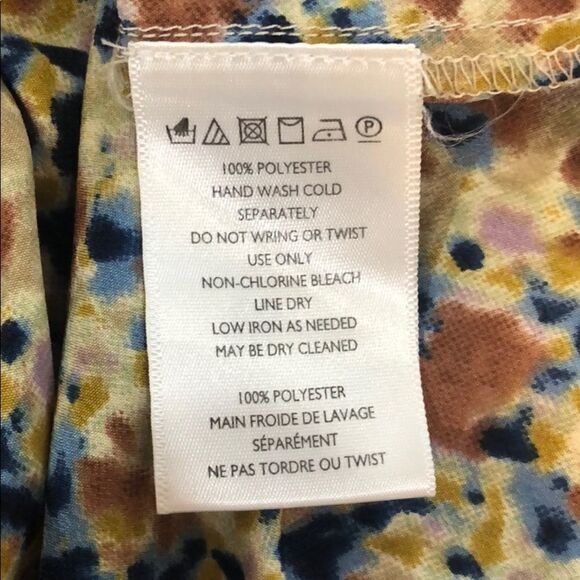 P
100% POLYESTER
HAND WASH COLD
SEPARATELY
DO NOT WRING OR TWIST
USE ONLY
NON-CHLORINE BLEACH
LINE DRY
LOW IRON AS NEEDED
MAY BE DRY CLEANED
100% POLYESTER
MAIN FROIDE DE LAVAGE
SÉPARÉMENT
NE PAS TORDRE OU TWIST